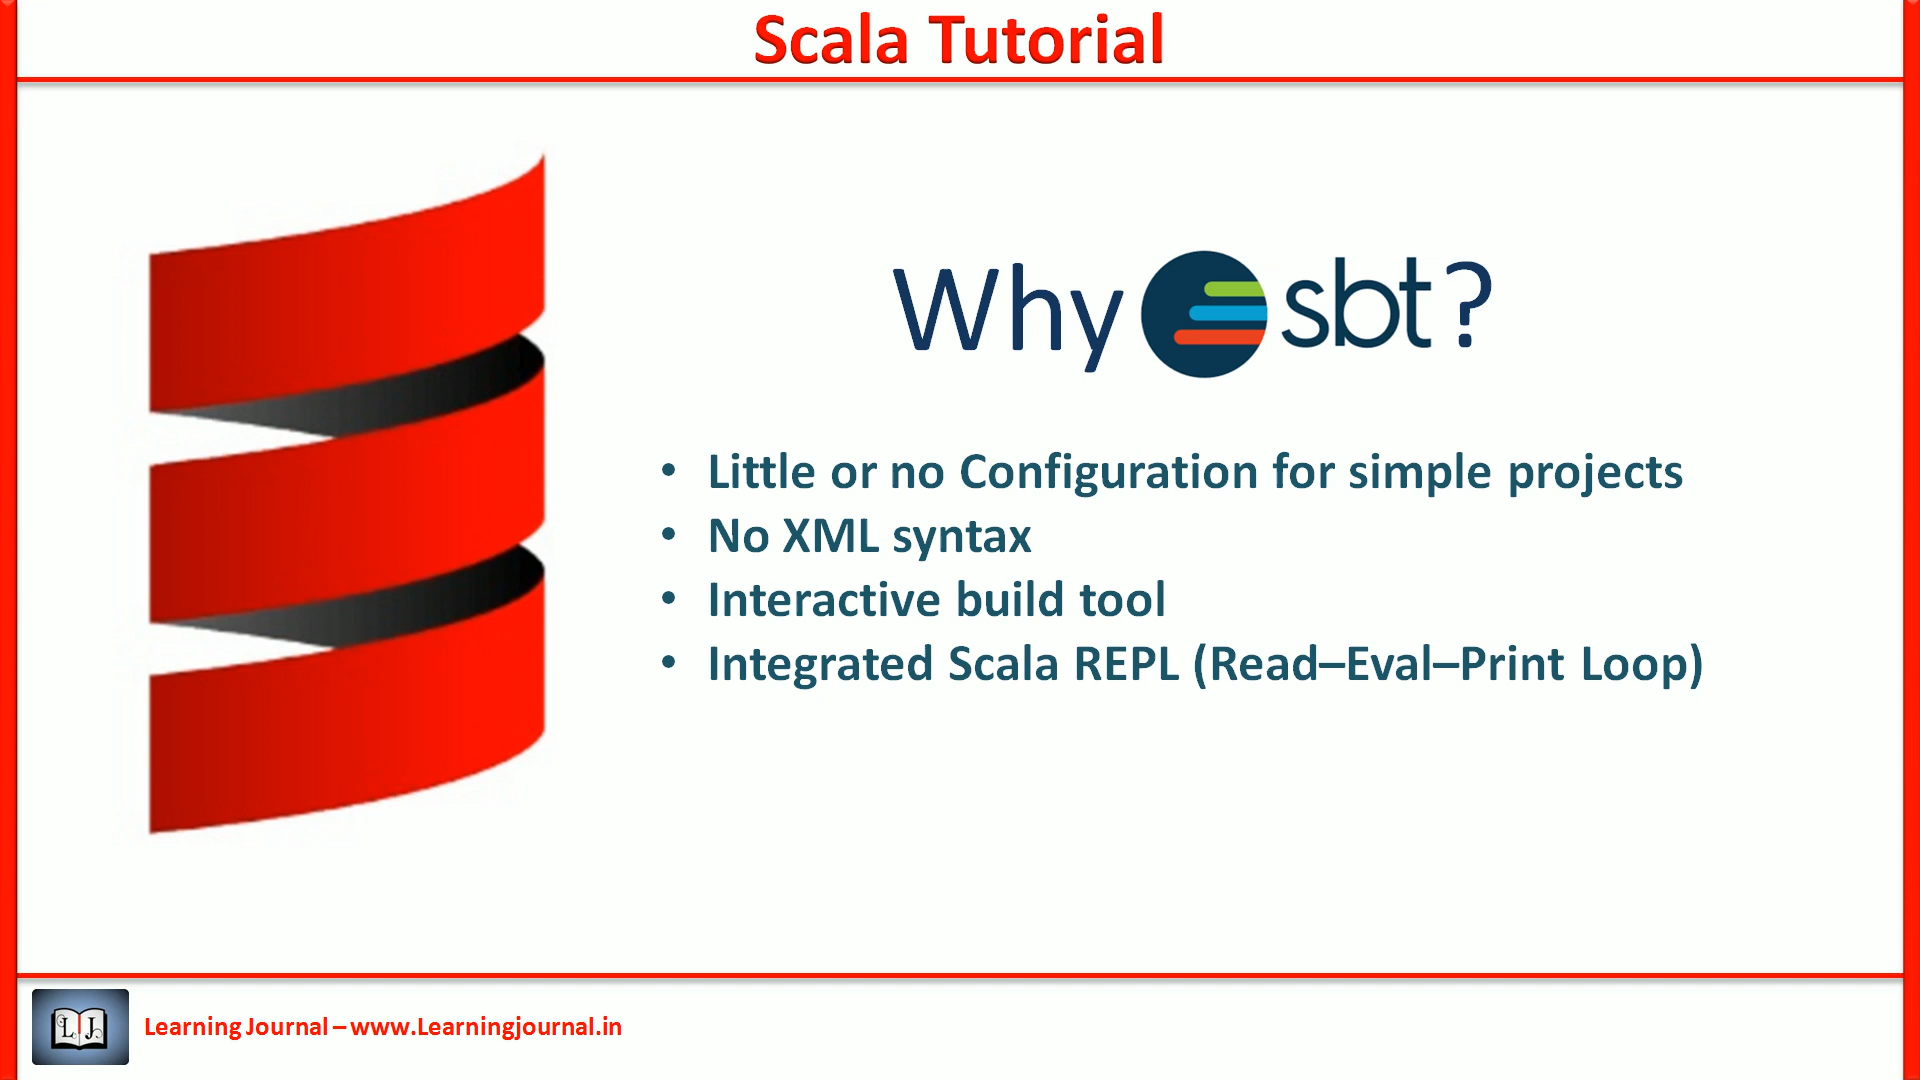 Scala Tutorial
Why sbt?
• Little or no Configuration for simple projects
• No XML syntax
• Interactive build tool
• Integrated Scala REPL (Read–Eval–Print Loop)
L J
Learning Journal – www.Learningjournal.in